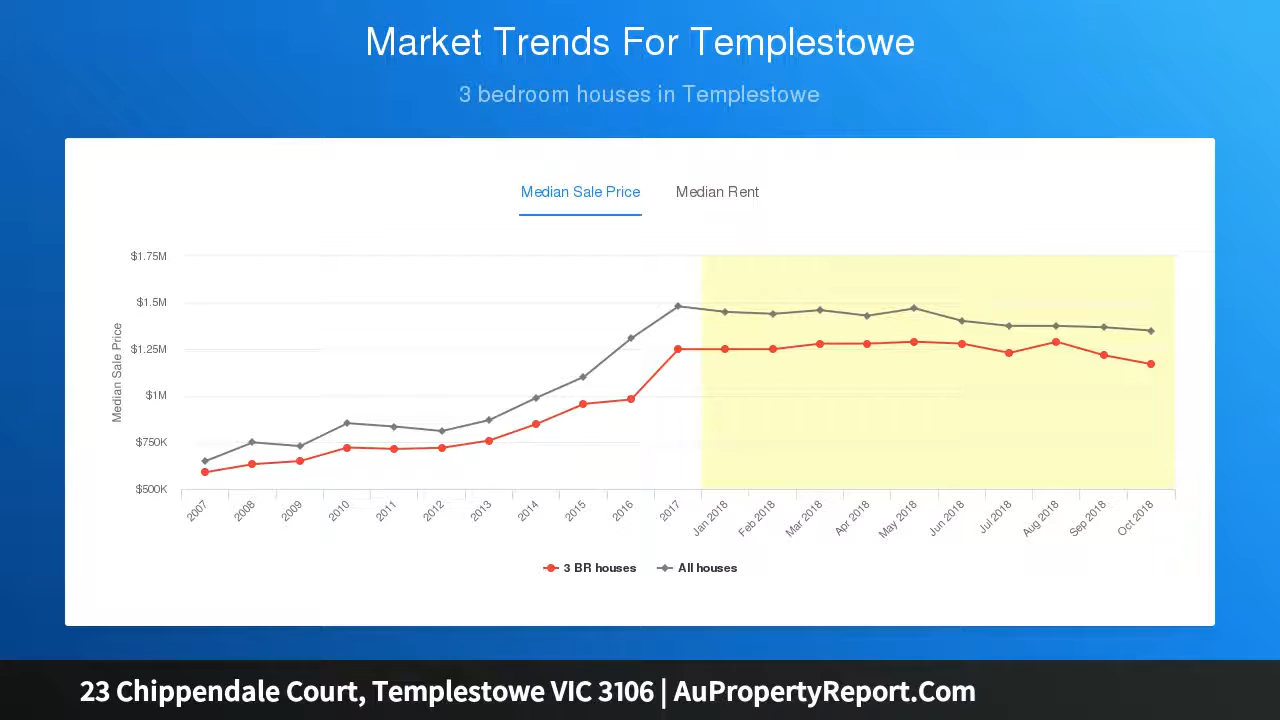 Market Trends For Templestowe
3 bedroom houses in Templestowe
Median Sale Price
Median Rent
$1.75M
$1.5M
$1.25M
$1M
$750K
$500K
Median Sale Price
2007
2008
2009
2010
2011
2012
2013
2014
2015
2016
2017
Jan 2018
Feb 2018
Mar 2018
Apr 2018
May 2018
Jun 2018
Jul 2018
Aug 2018
Sep 2018
Oct 2018
3 BR houses
All houses
23 Chippendale Court, Templestowe VIC 3106 | AuPropertyReport.Com